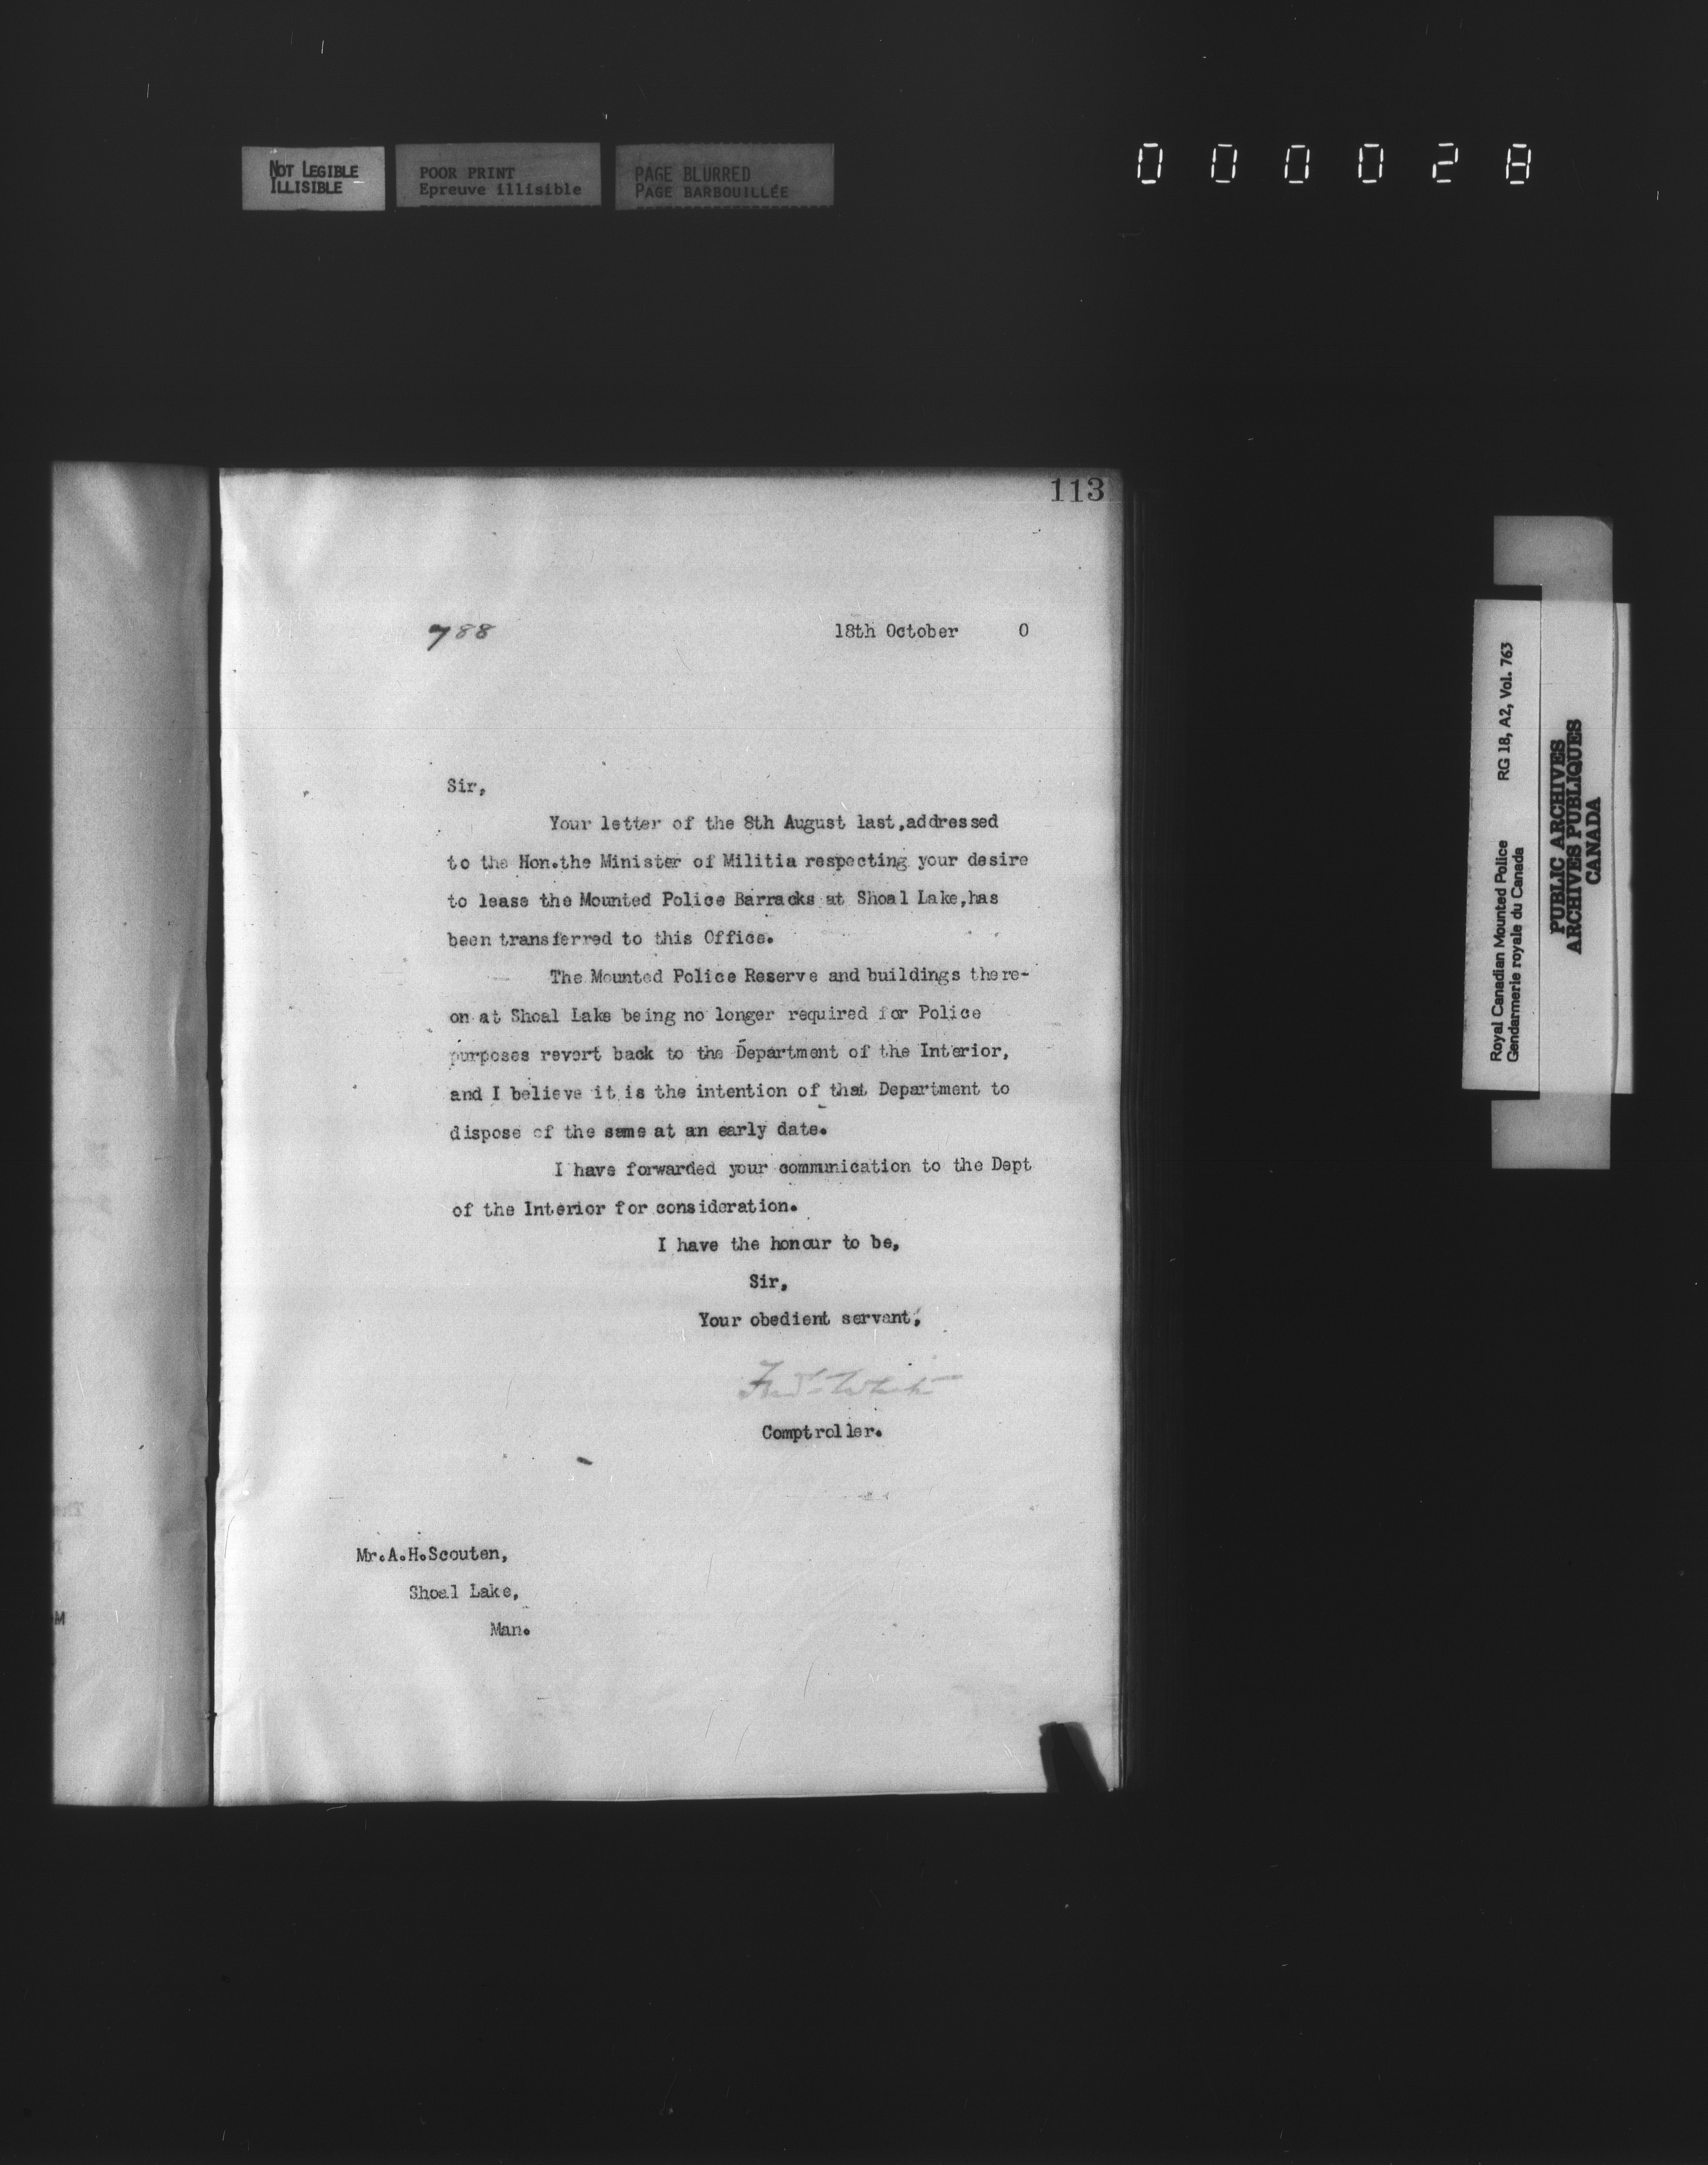 NOT LEGIBLE
ILLISIBLE
POOR PRINT
Epreuve illisible
PAGE BLURRED
PAGE BARBOUILLÉE
000028
113
788
18th October 0
Sir,
Your letter of the 8th August last,addressed
to the Hon.the Minister of Militia respecting your desire
to lease the Mounted Police Barracks at Shoal Lake,has
been transferred to this Office.
The Mounted Police Reserve and buildings there-
on at Shoal Lake being no longer required for Police
purposes revert back to the Department of the Interior,
and I believe it is the intention of that Department to
dispose of the same at an early date.
I have forwarded your communication to the Dept
of the Interior for consideration.
I have the honour to be,
Sir,
Your obedient servant,
Fred White
Comptroller.
Mr.A.H.Scouten,
Shoal Lake,
Man.
Royal Canadian Mounted Police RG 18, A2, Vol. 763
Gendarmerie royale du Canada
PUBLIC ARCHIVES
ARCHIVES PUBLIQUES
CANADA